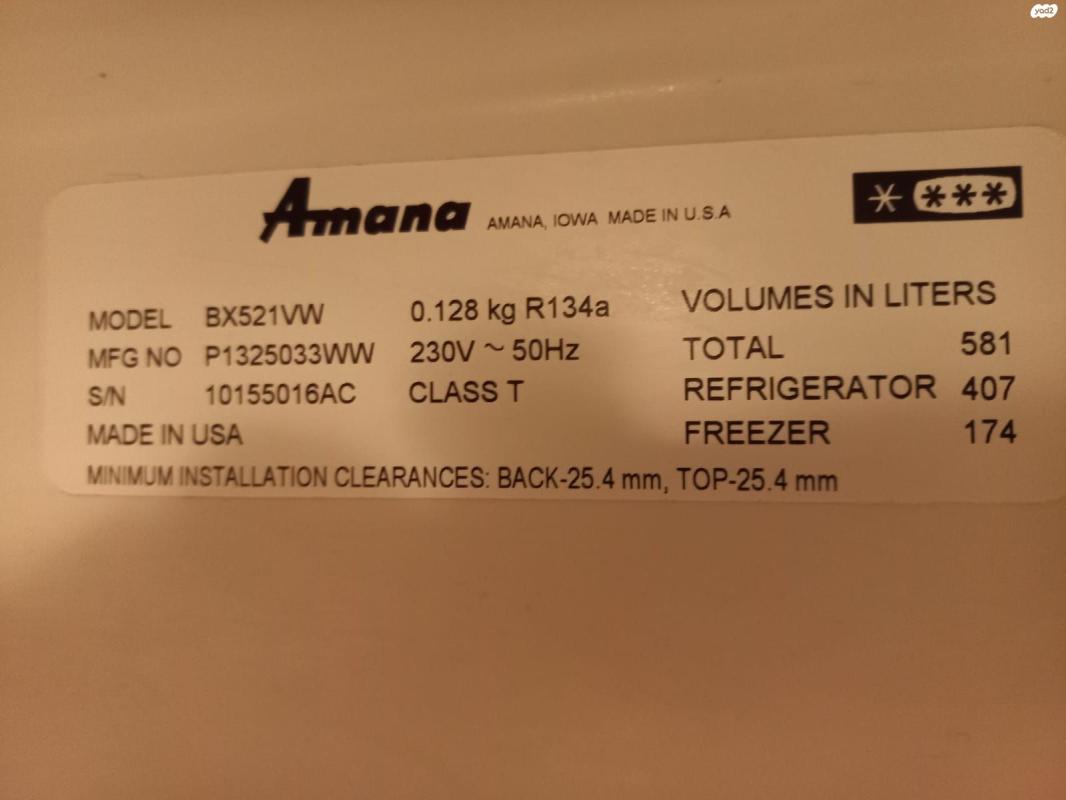 yad2
Amana AMANA, IOWA MADE IN U.S.A
MODEL BX521VW 0.128 kg R134a VOLUMES IN LITERS
MFG NO P1325033WW 230V ~ 50Hz TOTAL 581
S/N 10155016AC CLASS T REFRIGERATOR 407
MADE IN USA FREEZER 174
MINIMUM INSTALLATION CLEARANCES: BACK-25.4 mm, TOP-25.4 mm